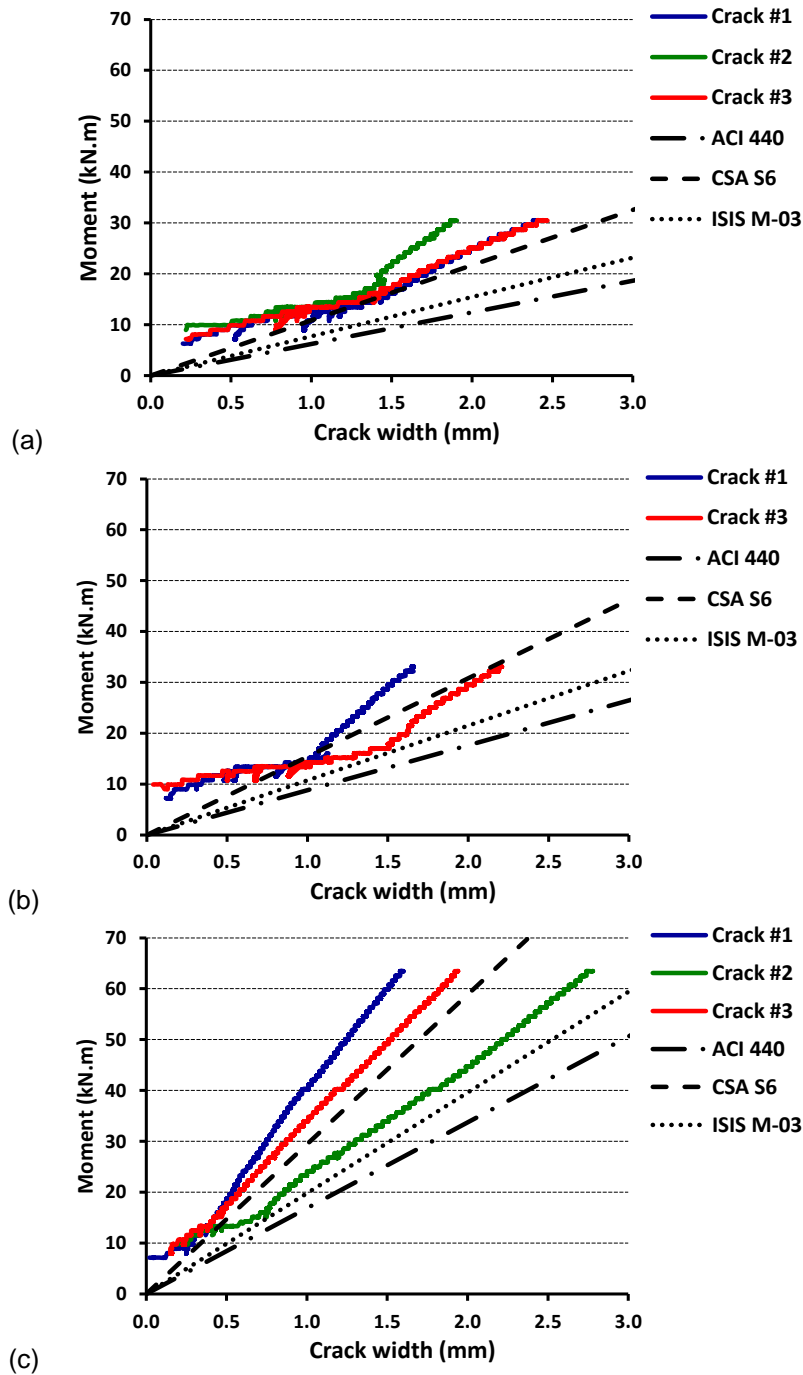 70
60
50
40
30
20
10
0
Moment (kN.m)
0.0 0.5 1.0 1.5 2.0 2.5 3.0
Crack width (mm)
Crack #1
Crack #2
Crack #3
ACI 440
CSA S6
ISIS M-03
(a)
70
60
50
40
30
20
10
0
Moment (kN.m)
0.0 0.5 1.0 1.5 2.0 2.5 3.0
Crack width (mm)
Crack #1
Crack #3
ACI 440
CSA S6
ISIS M-03
(b)
70
60
50
40
30
20
10
0
Moment (kN.m)
0.0 0.5 1.0 1.5 2.0 2.5 3.0
Crack width (mm)
Crack #1
Crack #2
Crack #3
ACI 440
CSA S6
ISIS M-03
(c)